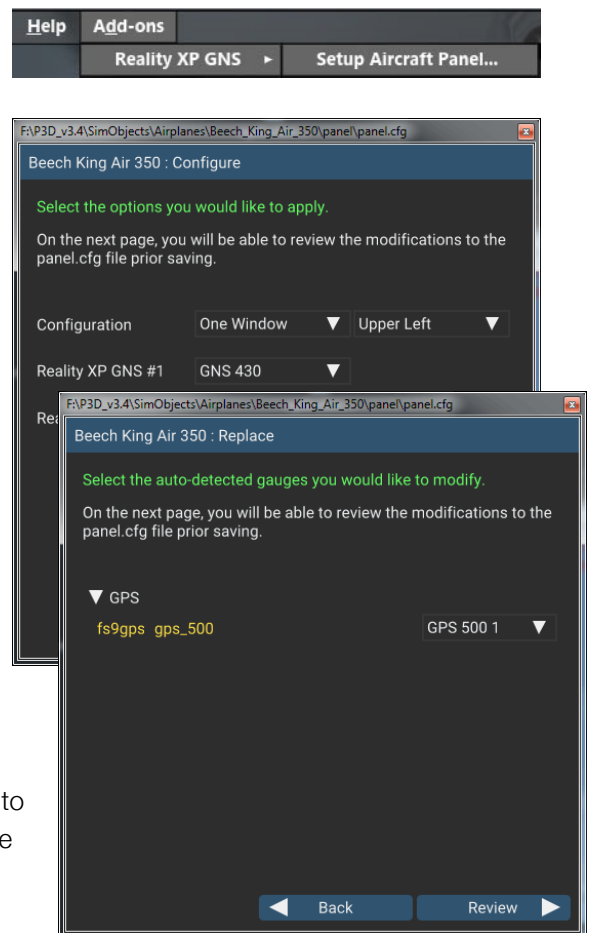 Help Add-ons
Reality XP GNS ► Setup Aircraft Panel...
F:\P3D_v3.4\SimObjects\Airplanes\Beech_King_Air_350\panel\panel.cfg
Beech King Air 350 : Configure
Select the options you would like to apply.
On the next page, you will be able to review the modifications to the
panel.cfg file prior saving.
Configuration One Window ▼ Upper Left ▼
Reality XP GNS #1 GNS 430 ▼
F:\P3D_v3.4\SimObjects\Airplanes\Beech_King_Air_350\panel\panel.cfg
Beech King Air 350 : Replace
Select the auto-detected gauges you would like to modify.
On the next page, you will be able to review the modifications to the
panel.cfg file prior saving.
▼ GPS
fs9gps gps_500 GPS 500 1 ▼
to
◀ Back Review ▶